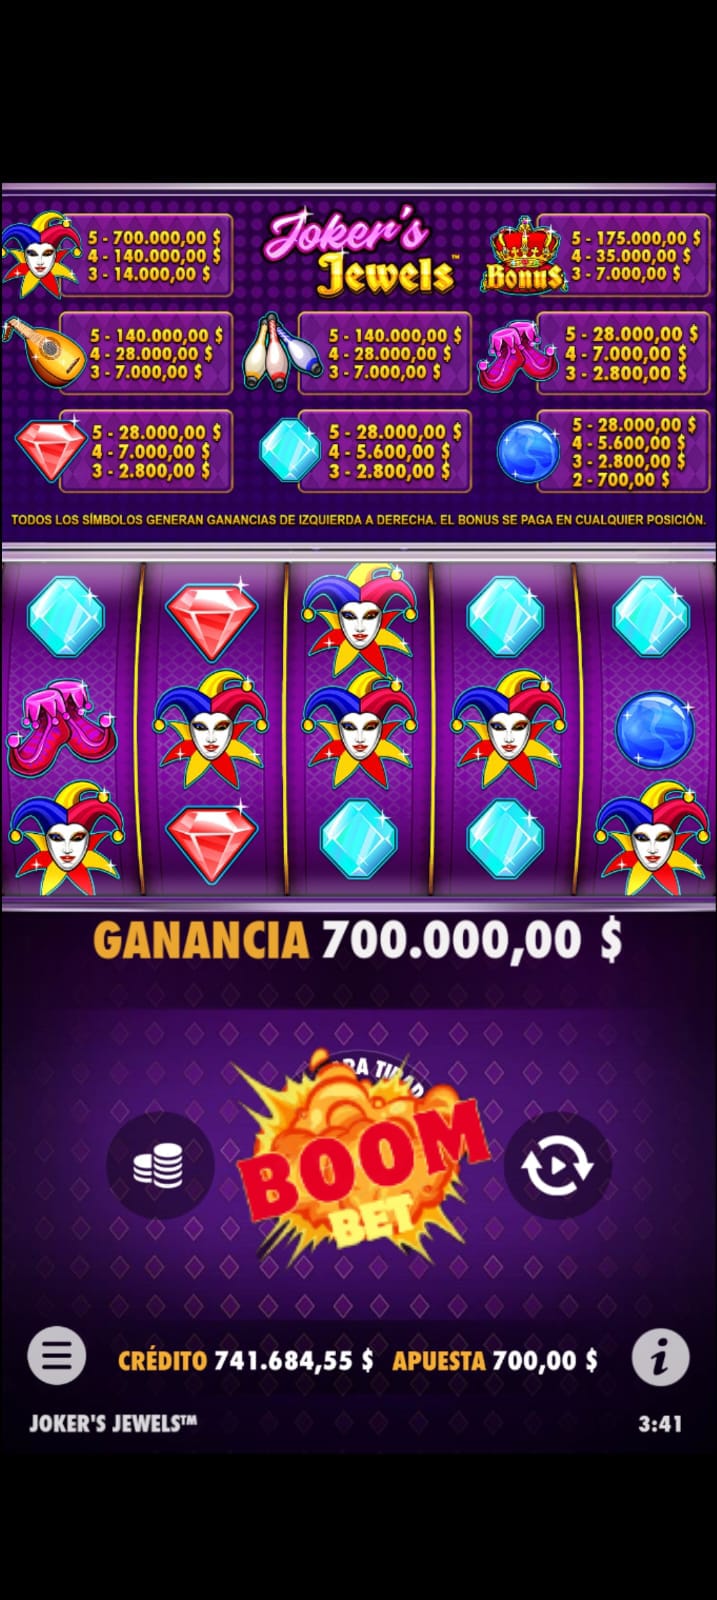 5 - 700.000,00 $
4 - 140.000,00 $
3 - 14.000,00 $
Joker's
Jewels™
Bonus
5 - 175.000,00 $
4 - 35.000,00 $
3 - 7.000,00 $
5 - 140.000,00 $
4 - 28.000,00 $
3 - 7.000,00 $
5 - 140.000,00 $
4 - 28.000,00 $
3 - 7.000,00 $
5 - 28.000,00 $
4 - 7.000,00 $
3 - 2.800,00 $
5 - 28.000,00 $
4 - 7.000,00 $
3 - 2.800,00 $
5 - 28.000,00 $
4 - 5.600,00 $
3 - 2.800,00 $
5 - 28.000,00 $
4 - 5.600,00 $
3 - 2.800,00 $
2 - 700,00 $
TODOS LOS SÍMBOLOS GENERAN GANANCIAS DE IZQUIERDA A DERECHA. EL BONUS SE PAGA EN CUALQUIER POSICIÓN.
GANANCIA 700.000,00 $
BOOM
BET
CRÉDITO 741.684,55 $ APUESTA 700,00 $
JOKER'S JEWELS™ 3:41